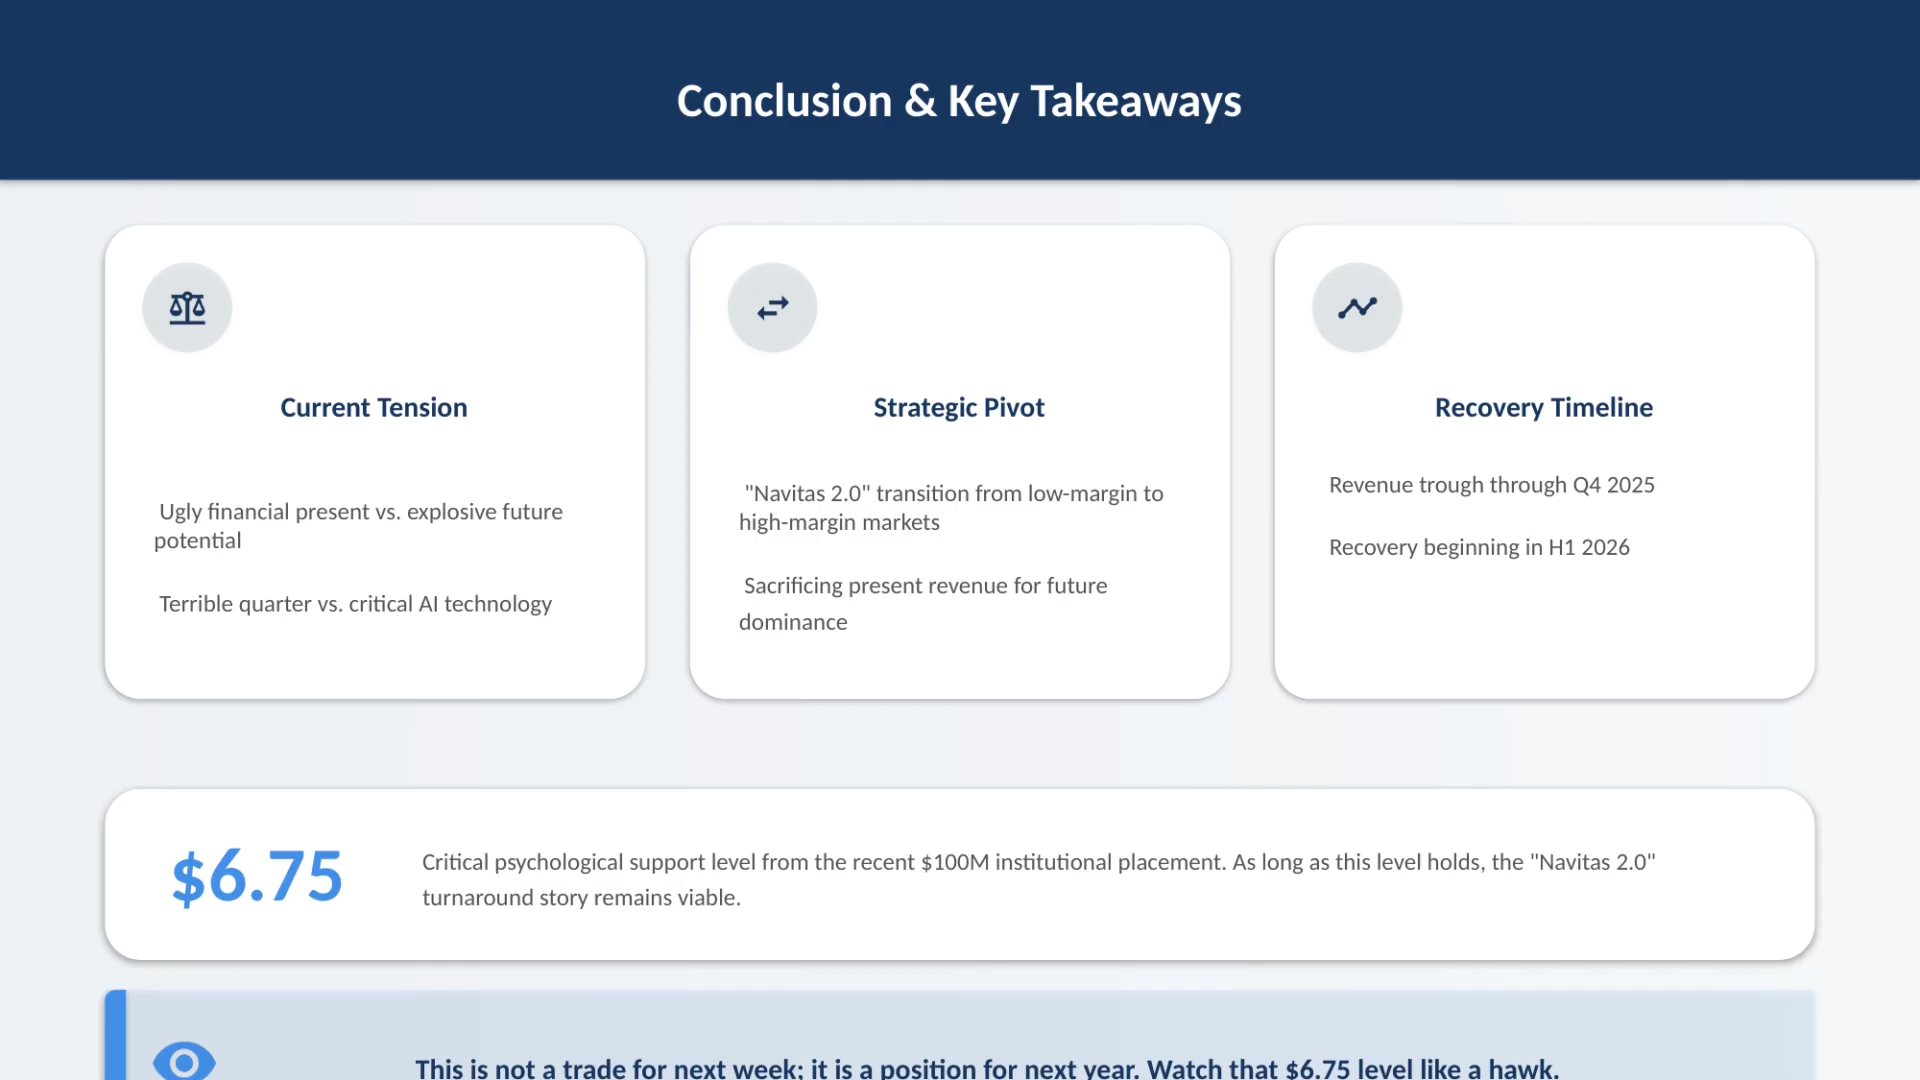 Conclusion & Key Takeaways
Current Tension
Ugly financial present vs. explosive future
potential
Terrible quarter vs. critical AI technology
Strategic Pivot
"Navitas 2.0" transition from low-margin to
high-margin markets
Sacrificing present revenue for future
dominance
Recovery Timeline
Revenue trough through Q4 2025
Recovery beginning in H1 2026
$6.75
Critical psychological support level from the recent $100M institutional placement. As long as this level holds, the "Navitas 2.0"
turnaround story remains viable.
This is not a trade for next week; it is a position for next year. Watch that $6.75 level like a hawk.